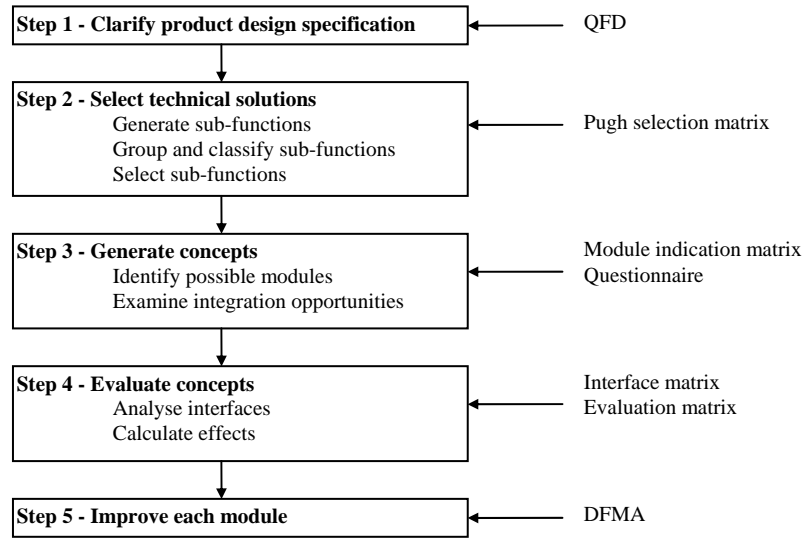 Step 1 - Clarify product design specification
QFD
Step 2 - Select technical solutions
Generate sub-functions
Group and classify sub-functions
Select sub-functions
Pugh selection matrix
Step 3 - Generate concepts
Identify possible modules
Examine integration opportunities
Module indication matrix
Questionnaire
Step 4 - Evaluate concepts
Analyse interfaces
Calculate effects
Interface matrix
Evaluation matrix
Step 5 - Improve each module
DFMA